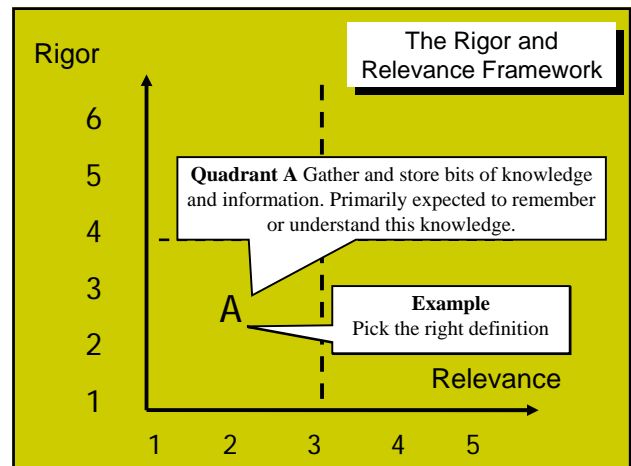 The Rigor and
Relevance Framework
Rigor
6
5
4
3
2
1
Quadrant A Gather and store bits of knowledge
and information. Primarily expected to remember
or understand this knowledge.
A
Example
Pick the right definition
Relevance
1 2 3 4 5